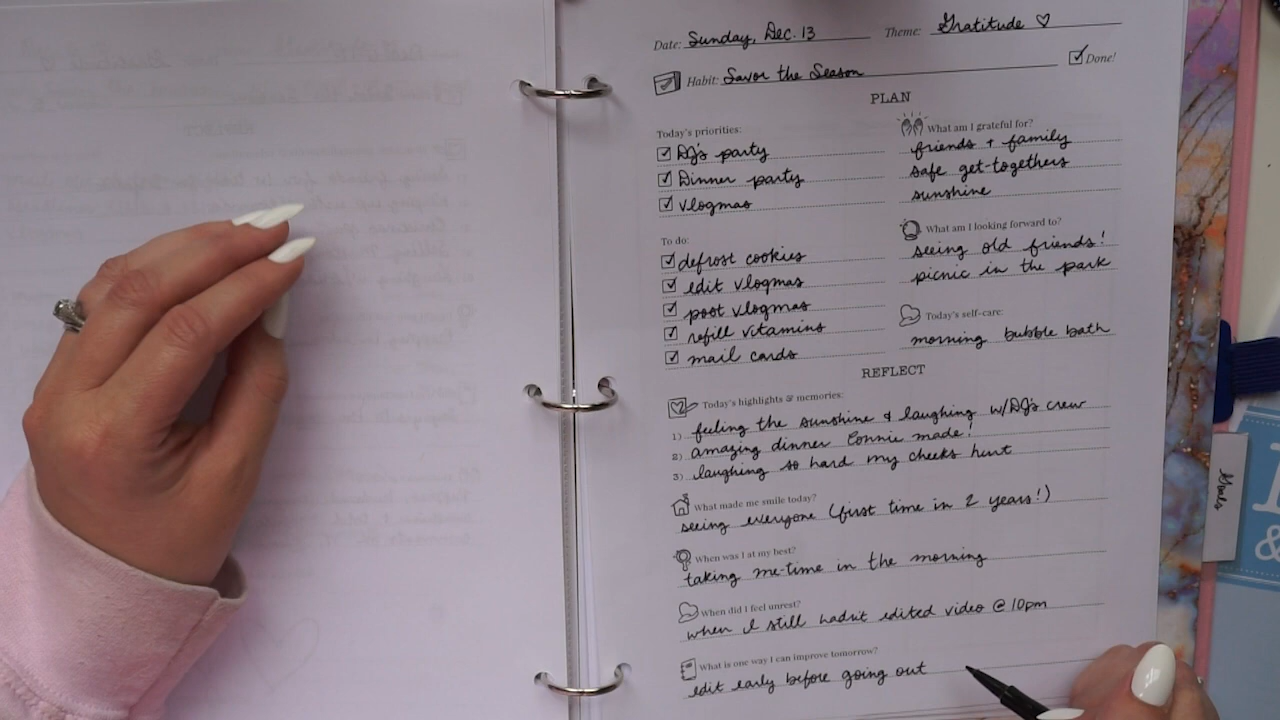 Date: Sunday, Dec. 13 Theme: Gratitude ♡
Habit: Savor the Season Done!
PLAN
Today's priorities:
DJ's party
Dinner party
vlogmas
To do:
defrost cookies
edit vlogmas
post vlogmas
refill vitamins
mail cards
What am I grateful for?
friends + family
safe get-togethers
sunshine
What am I looking forward to?
seeing old friends!
picnic in the park
Today's self-care:
morning bubble bath
REFLECT
Today's highlights & memories:
1) feeling the sunshine & laughing w/DJ's crew
2) amazing dinner Connie made!
3) laughing so hard my cheeks hurt
What made me smile today?
seeing everyone (first time in 2 years!)
When was I at my best?
taking me-time in the morning
When did I feel unrest?
when I still hadn't edited video @ 10pm
What is one way I can improve tomorrow?
edit early before going out
Goals
&